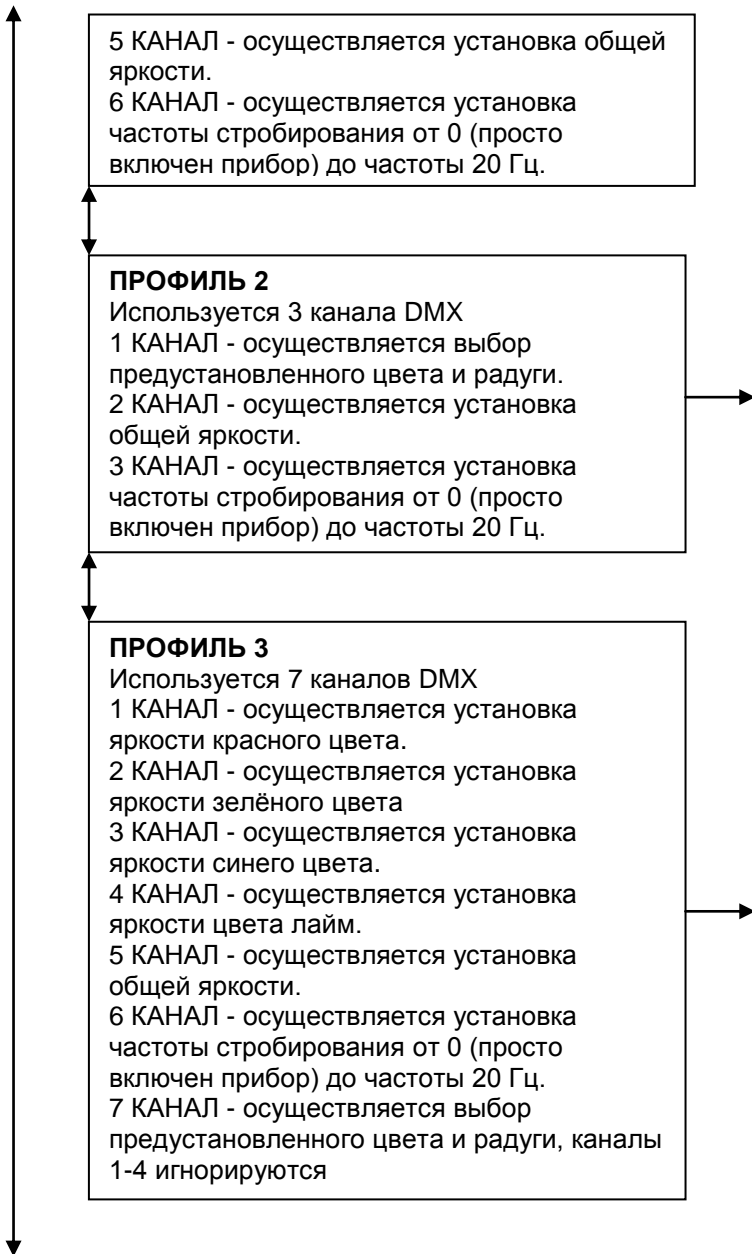 5 КАНАЛ - осуществляется установка общей
яркости.
6 КАНАЛ - осуществляется установка
частоты стробирования от 0 (просто
включен прибор) до частоты 20 Гц.
ПРОФИЛЬ 2
Используется 3 канала DMX
1 КАНАЛ - осуществляется выбор
предустановленного цвета и радуги.
2 КАНАЛ - осуществляется установка
общей яркости.
3 КАНАЛ - осуществляется установка
частоты стробирования от 0 (просто
включен прибор) до частоты 20 Гц.
ПРОФИЛЬ 3
Используется 7 каналов DMX
1 КАНАЛ - осуществляется установка
яркости красного цвета.
2 КАНАЛ - осуществляется установка
яркости зелёного цвета
3 КАНАЛ - осуществляется установка
яркости синего цвета.
4 КАНАЛ - осуществляется установка
яркости цвета лайм.
5 КАНАЛ - осуществляется установка
общей яркости.
6 КАНАЛ - осуществляется установка
частоты стробирования от 0 (просто
включен прибор) до частоты 20 Гц.
7 КАНАЛ - осуществляется выбор
предустановленного цвета и радуги, каналы
1-4 игнорируются